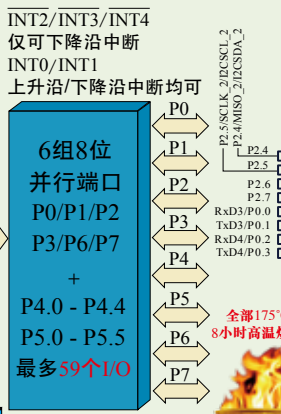 INT2/INT3/INT4
仅可下降沿中断
INT0/INT1
上升沿/下降沿中断均可
6组8位
并行端口
P0/P1/P2
P3/P6/P7
+
P4.0 - P4.4
P5.0 - P5.5
最多59个I/O
P0
P1
P2
P3
P4
P5
P6
P7
P2.5/SCLK_2/I2CSCL_2
P2.4/MISO_2/I2CSDA_2
P2.4
P2.5
P2.6
P2.7
RxD3/P0.0
TxD3/P0.1
RxD4/P0.2
TxD4/P0.3
全部175°
8小时高温